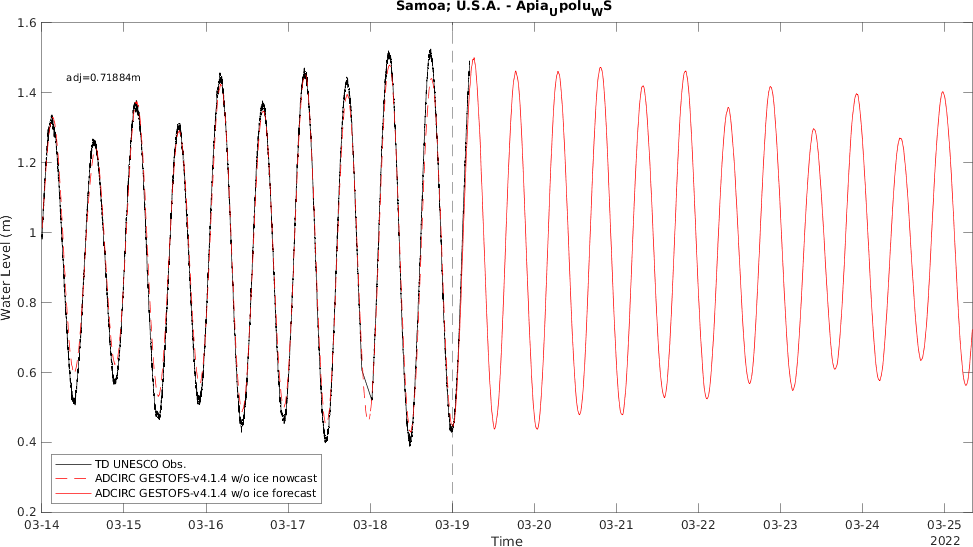 Samoa; U.S.A. - Apia_Upolu_WS
1.6
adj=0.71884m
1.4
1.2
1
0.8
0.6
0.4
0.2
Water Level (m)
TD UNESCO Obs.
ADCIRC GESTOFS-v4.1.4 w/o ice nowcast
ADCIRC GESTOFS-v4.1.4 w/o ice forecast
03-14 03-15 03-16 03-17 03-18 03-19 03-20 03-21 03-22 03-23 03-24 03-25
Time
2022